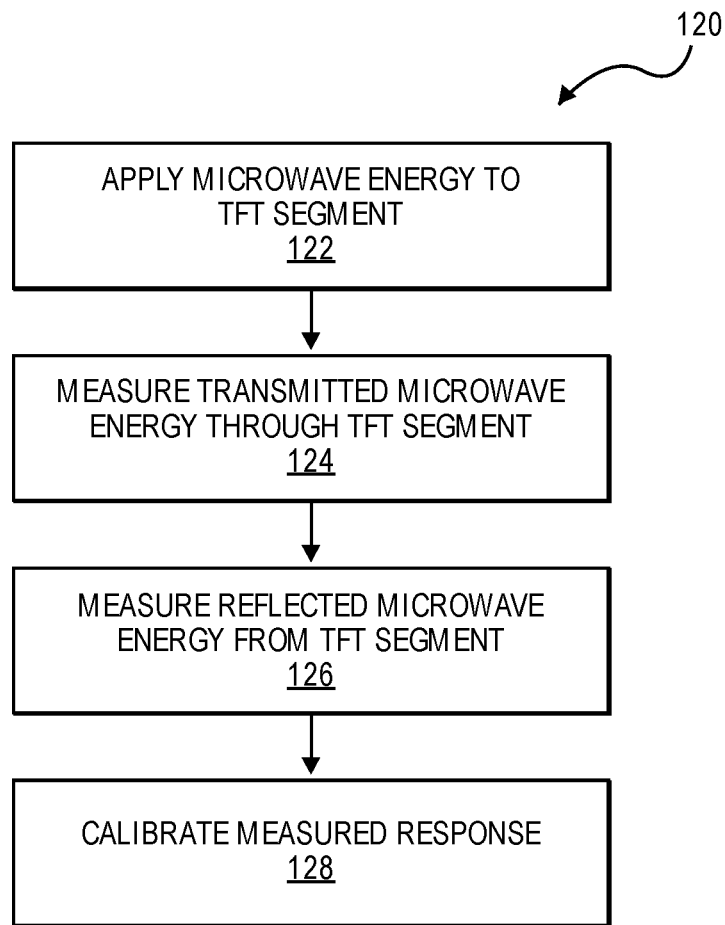 120
APPLY MICROWAVE ENERGY TO
TFT SEGMENT
122
MEASURE TRANSMITTED MICROWAVE
ENERGY THROUGH TFT SEGMENT
124
MEASURE REFLECTED MICROWAVE
ENERGY FROM TFT SEGMENT
126
CALIBRATE MEASURED RESPONSE
128